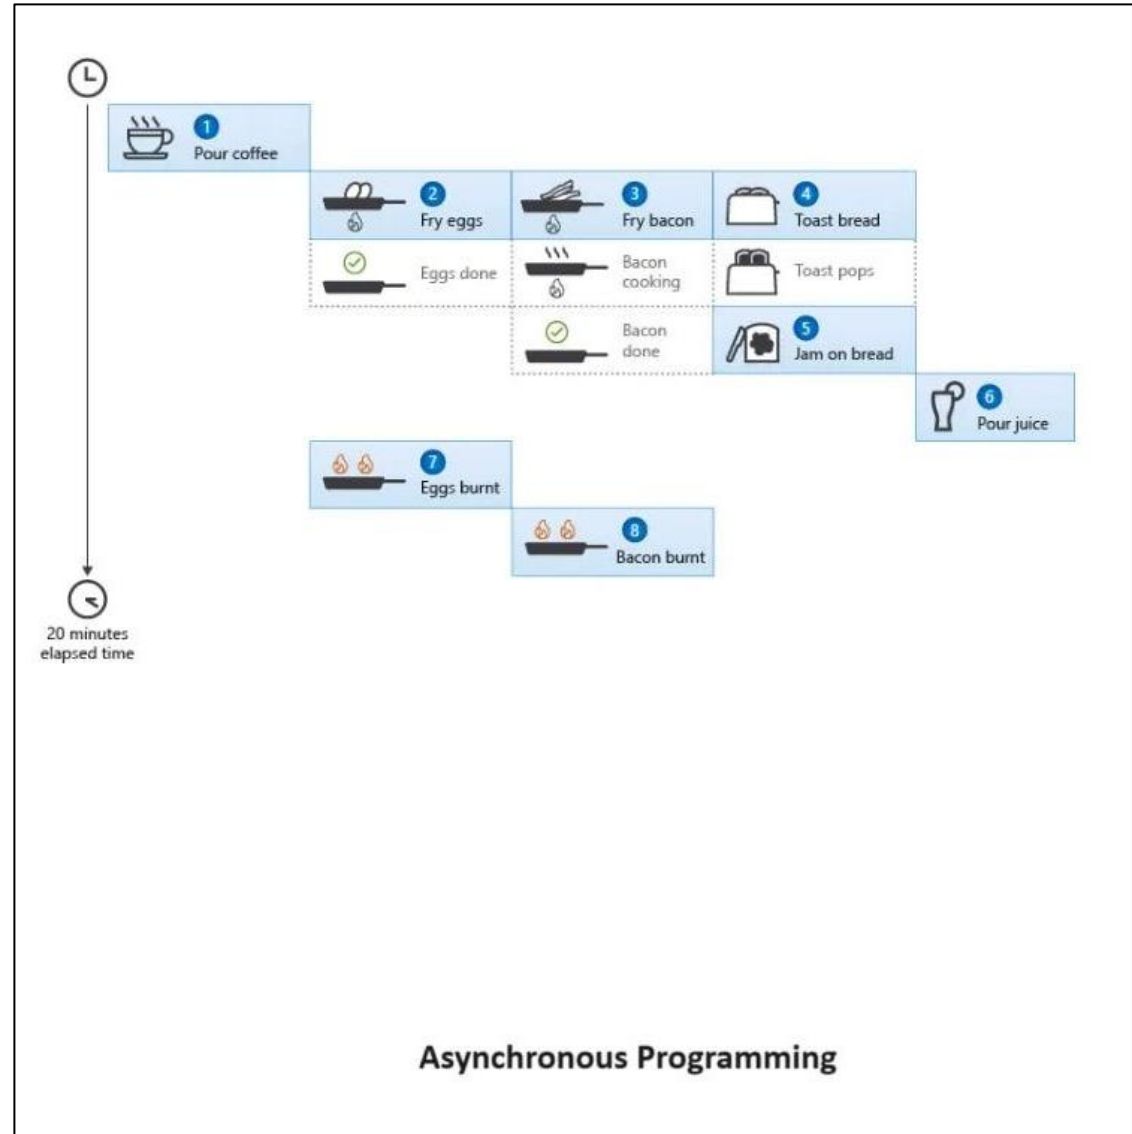 1
Pour coffee
2
Fry eggs
3
Fry bacon
4
Toast bread
Eggs done
Bacon
cooking
Toast pops
Bacon
done
5
Jam on bread
6
Pour juice
7
Eggs burnt
8
Bacon burnt
20 minutes
elapsed time
Asynchronous Programming